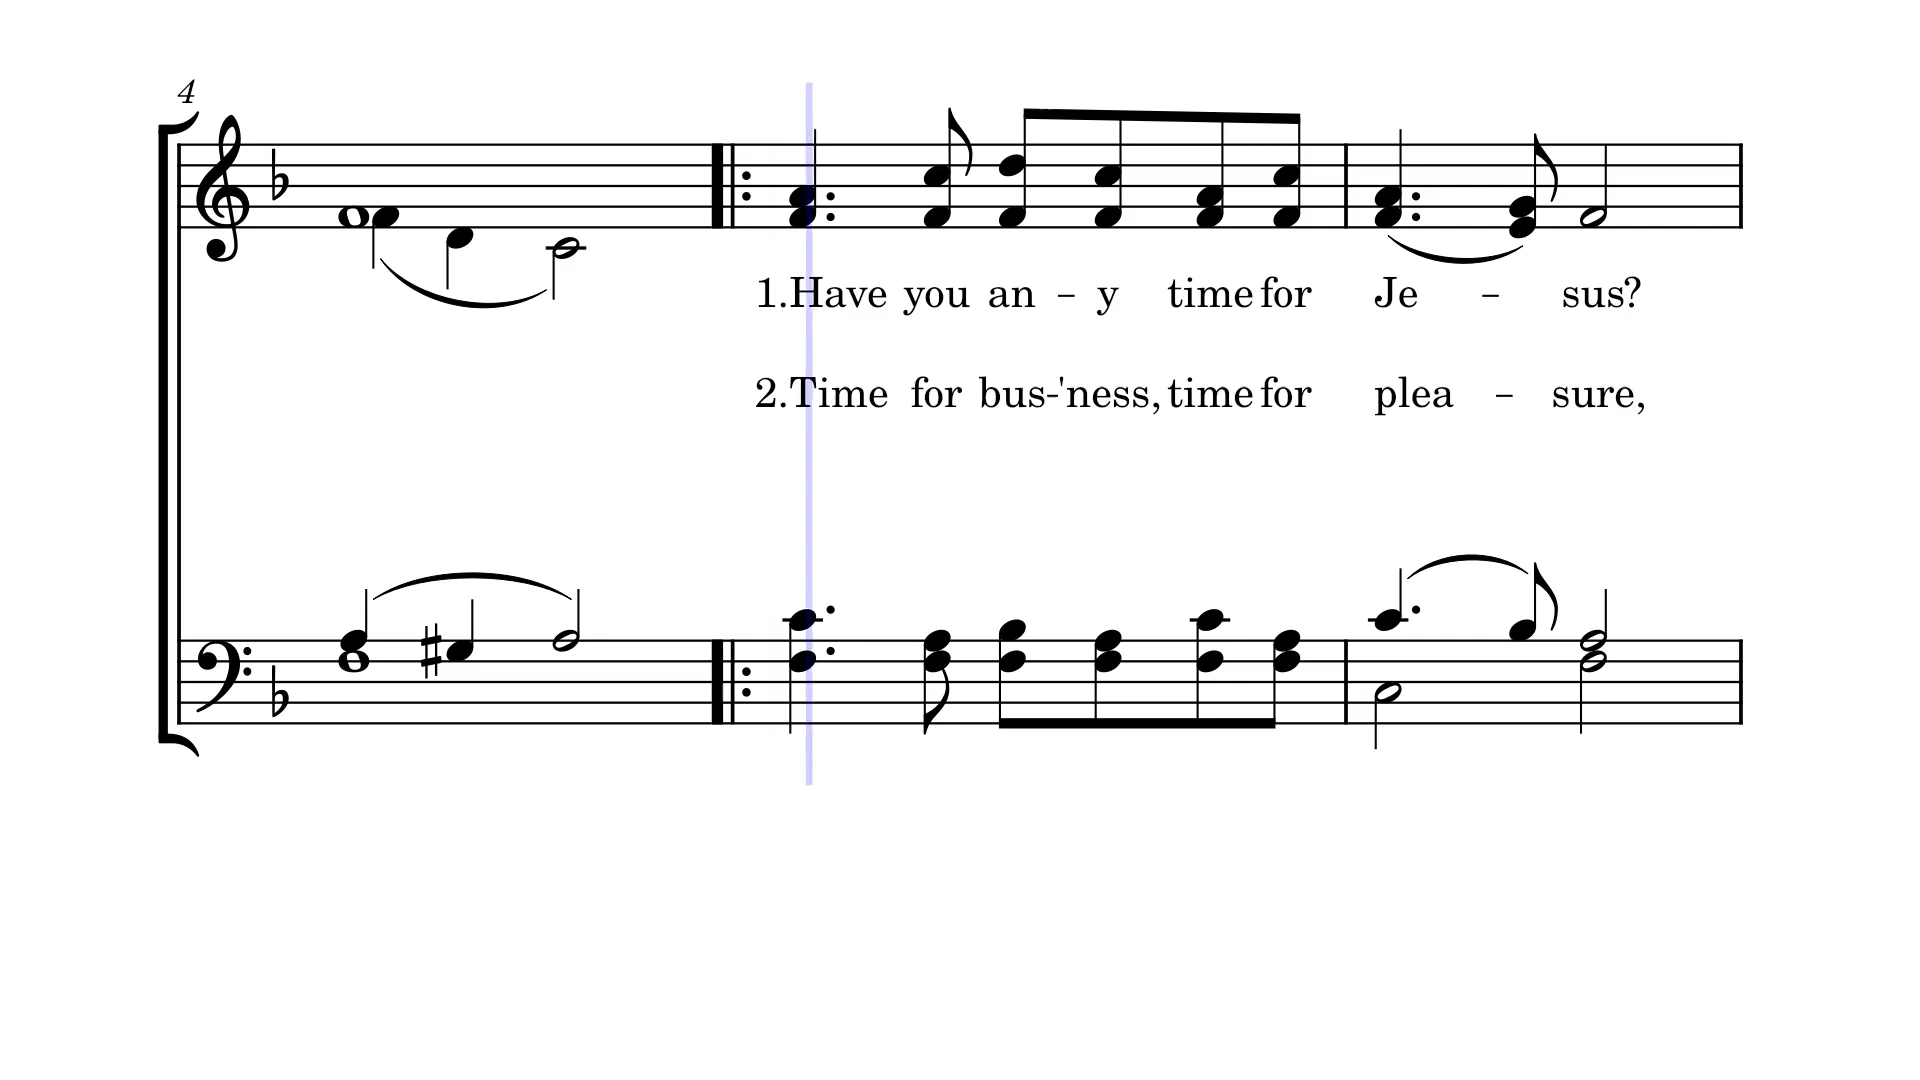 4
1.Have you an – y time for Je – sus?
2.Time for bus-'ness, time for plea – sure,